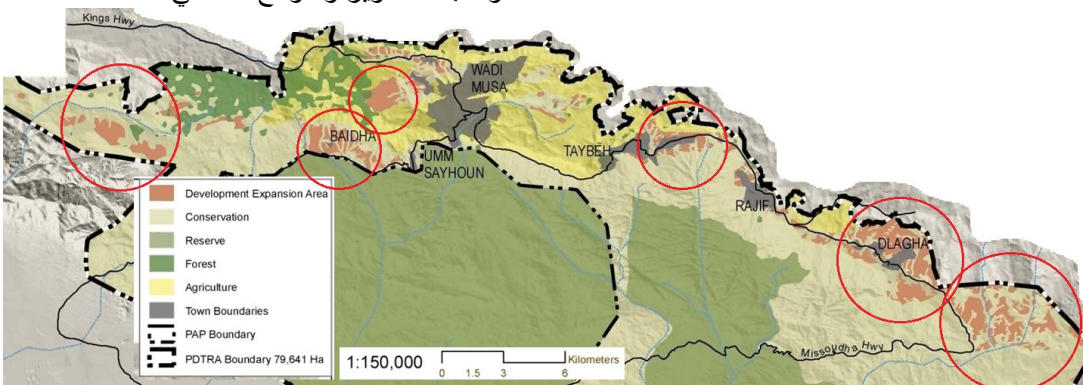 Kings Hwy
WADI
MUSA
BAIDHA
UMM
SAYHOUN
TAYBEH
RAJIF
DLAGHA
Missoudha Hwy
Development Expansion Area
Conservation
Reserve
Forest
Agriculture
Town Boundaries
PAP Boundary
PDTRA Boundary 79,641 Ha
1:150,000
Kilometers
0 1.5 3 6